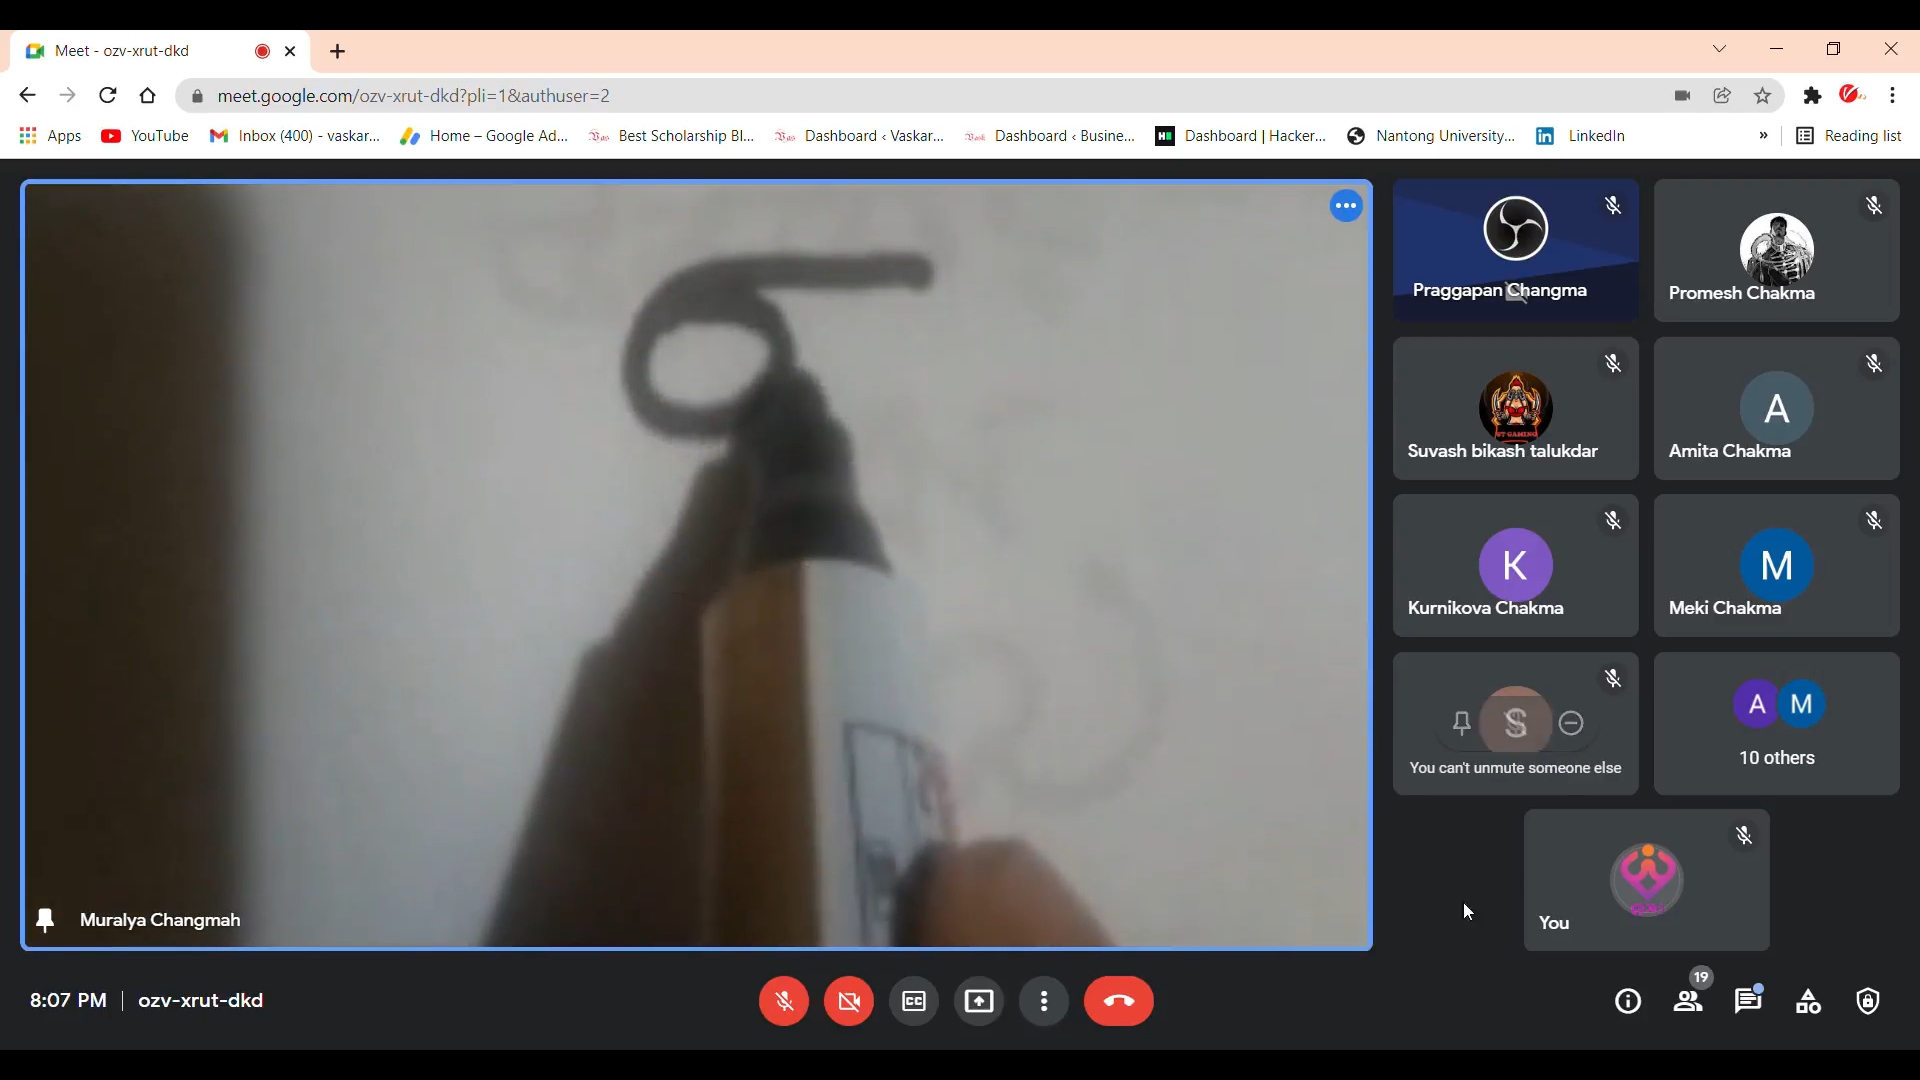 Meet - ozv-xrut-dkd
meet.google.com/ozv-xrut-dkd?pli=1&authuser=2
Apps
YouTube
Inbox (400) - vaskar...
Home – Google Ad...
Best Scholarship Bl...
Dashboard ‹ Vaskar...
Dashboard ‹ Busine...
Dashboard | Hacker...
Nantong University...
LinkedIn
»
Reading list
Praggapan Changma
Promesh Chakma
Suvash bikash talukdar
A
Amita Chakma
K
Kurnikova Chakma
M
Meki Chakma
S
You can't unmute someone else
A M
10 others
You
Muralya Changmah
8:07 PM | ozv-xrut-dkd
CC
19